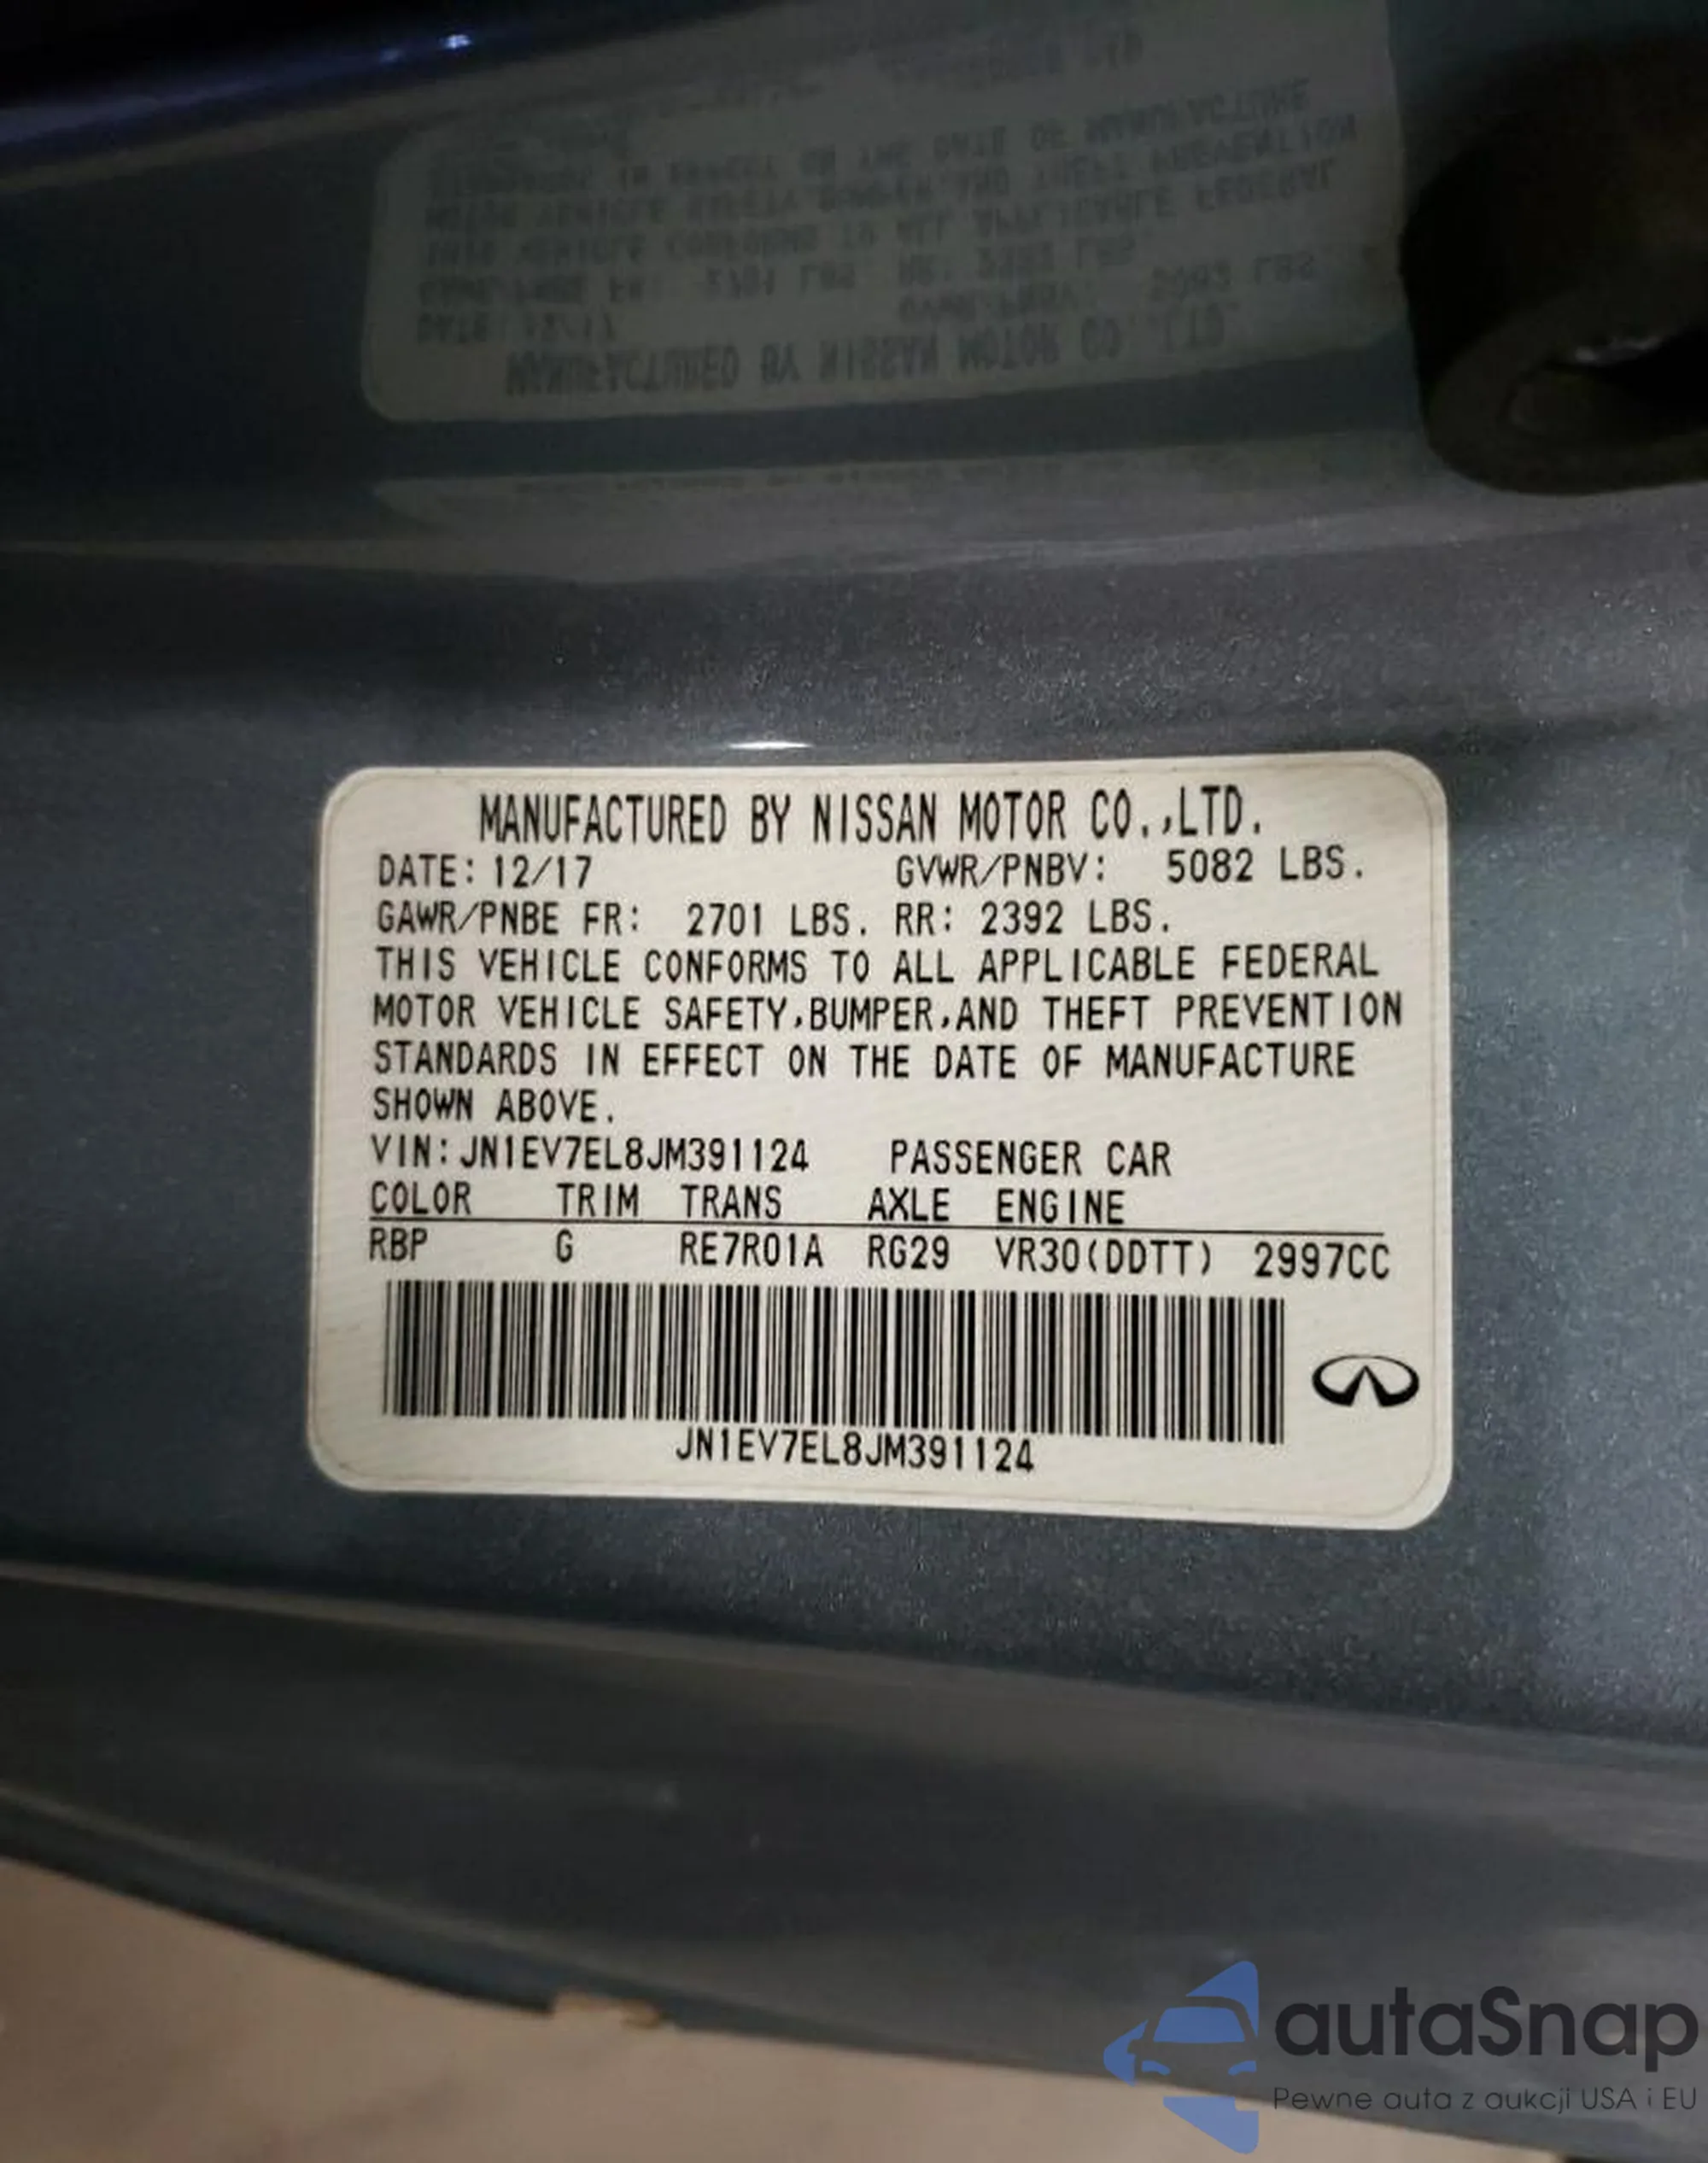 MANUFACTURED BY NISSAN MOTOR CO.,LTD.
DATE: 12/17 GVWR/PNBV: 5082 LBS.
GAWR/PNBE FR: 2701 LBS. RR: 2392 LBS.
THIS VEHICLE CONFORMS TO ALL APPLICABLE FEDERAL
MOTOR VEHICLE SAFETY,BUMPER,AND THEFT PREVENTION
STANDARDS IN EFFECT ON THE DATE OF MANUFACTURE
SHOWN ABOVE.
VIN:JN1EV7EL8JM391124 PASSENGER CAR
COLOR TRIM TRANS AXLE ENGINE
RBP G RE7R01A RG29 VR30(DDTT) 2997CC
JN1EV7EL8JM391124
autaSnap
Pewne auta z aukcji USA i EU